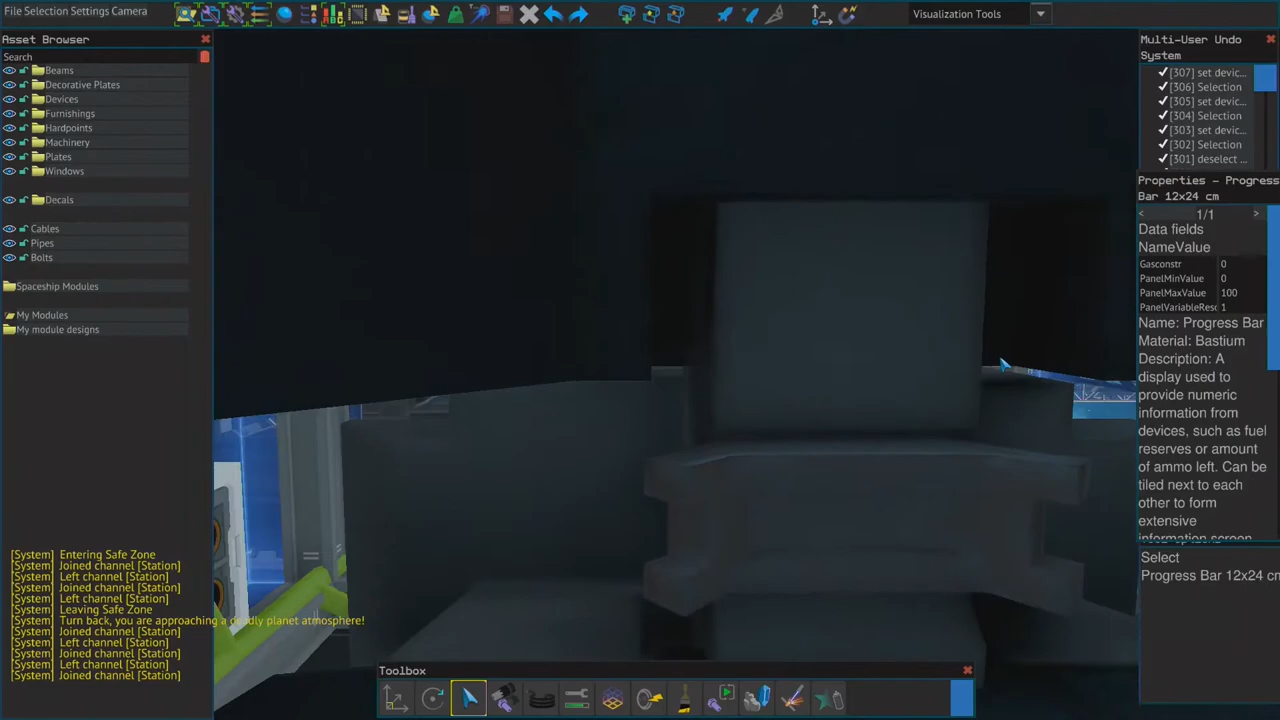 File Selection Settings Camera
Visualization Tools
Asset Browser
Search
Beams
Decorative Plates
Devices
Furnishings
Hardpoints
Machinery
Plates
Windows
Decals
Cables
Pipes
Bolts
Spaceship Modules
My Modules
My module designs
Multi-User Undo
System
[307] set devic...
[306] Selection
[305] set devic...
[304] Selection
[303] set devic...
[302] Selection
[301] deselect ...
Properties - Progress
Bar 12x24 cm
< 1/1 >
Data fields
NameValue
Gasconstr 0
PanelMinValue 0
PanelMaxValue 100
PanelVariableResc 1
Name: Progress Bar
Material: Bastium
Description: A
display used to
provide numeric
information from
devices, such as fuel
reserves or amount
of ammo left. Can be
tiled next to each
other to form
extensive
information screen
Select
Progress Bar 12x24 cm
[System] Entering Safe Zone
[System] Joined channel [Station]
[System] Left channel [Station]
[System] Joined channel [Station]
[System] Left channel [Station]
[System] Leaving Safe Zone
[System] Turn back, you are approaching a deadly planet atmosphere!
[System] Joined channel [Station]
[System] Left channel [Station]
[System] Joined channel [Station]
[System] Left channel [Station]
[System] Joined channel [Station]
Toolbox